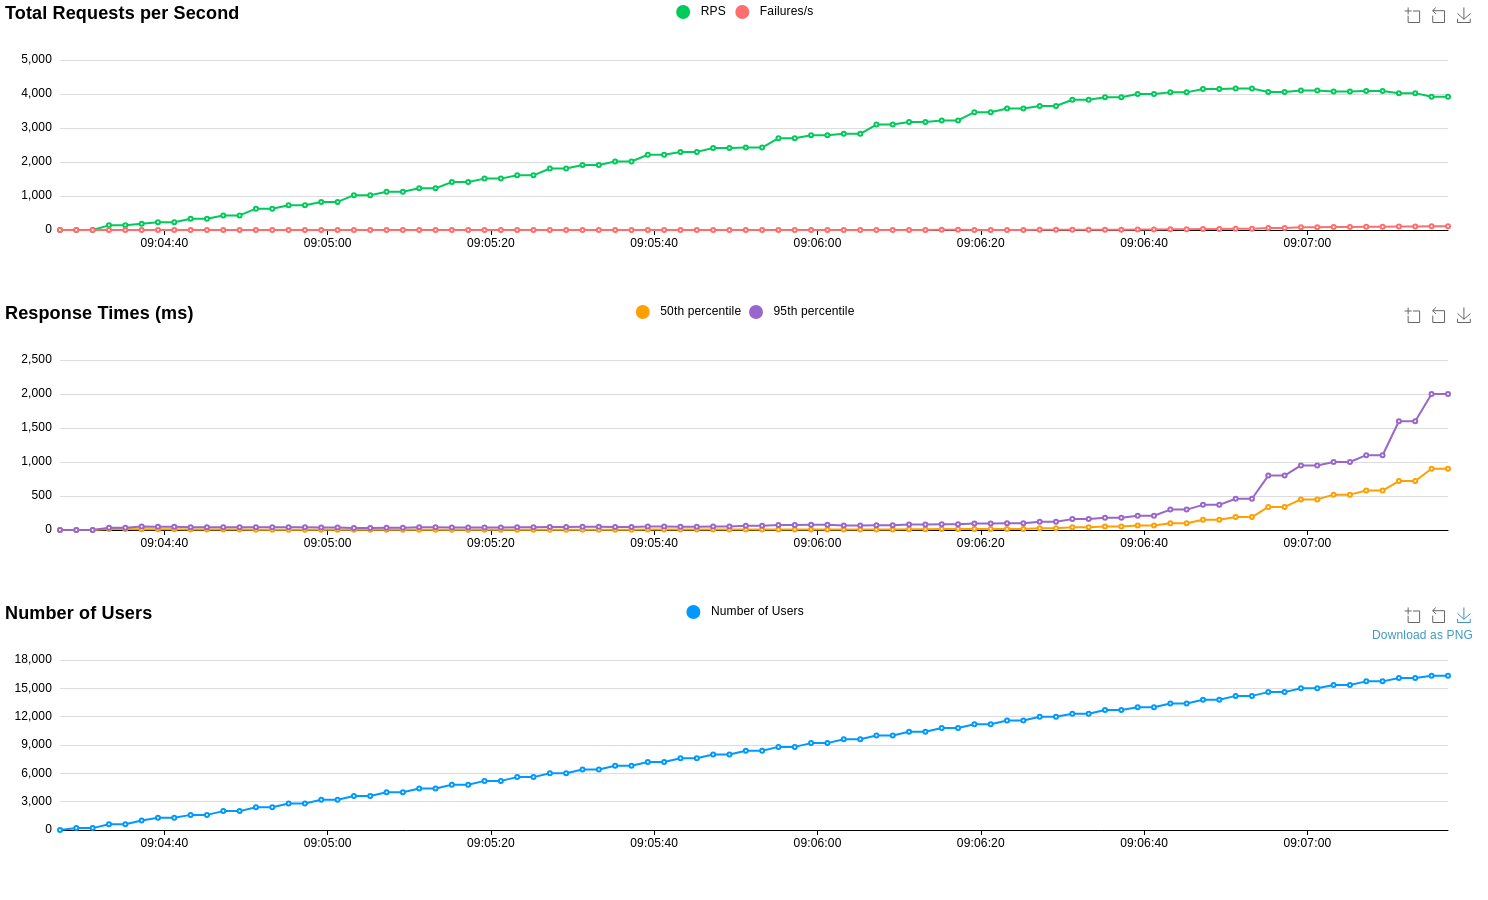 Total Requests per Second
RPS Failures/s
5,000
4,000
3,000
2,000
1,000
0
09:04:40 09:05:00 09:05:20 09:05:40 09:06:00 09:06:20 09:06:40 09:07:00
Response Times (ms)
50th percentile 95th percentile
2,500
2,000
1,500
1,000
500
0
09:04:40 09:05:00 09:05:20 09:05:40 09:06:00 09:06:20 09:06:40 09:07:00
Number of Users
Number of Users
Download as PNG
18,000
15,000
12,000
9,000
6,000
3,000
0
09:04:40 09:05:00 09:05:20 09:05:40 09:06:00 09:06:20 09:06:40 09:07:00